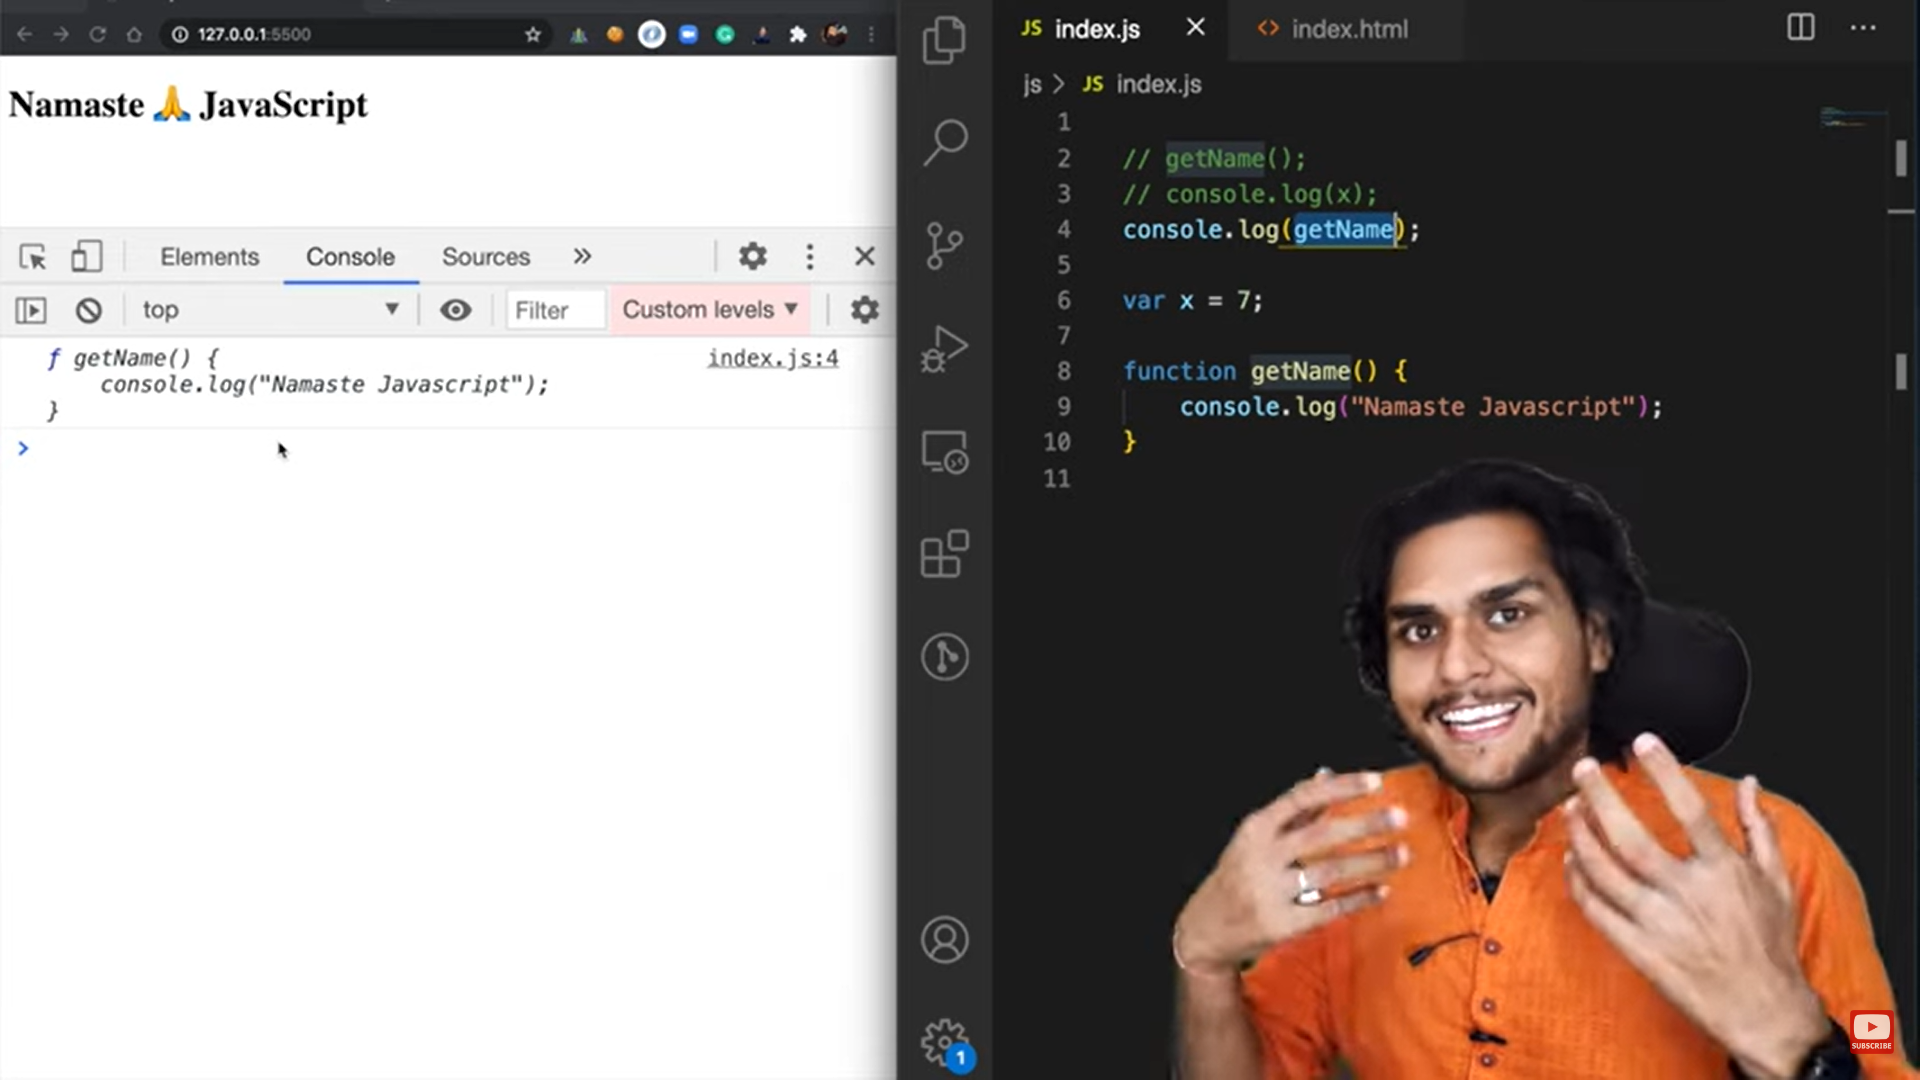 127.0.0.1:5500
Namaste 🙏 JavaScript
Elements Console Sources »
top Filter Custom levels
f getName() { index.js:4
console.log("Namaste Javascript");
}
>
JS index.js × <> index.html ...
js > JS index.js
1
2 // getName();
3 // console.log(x);
4 console.log(getName);
5
6 var x = 7;
7
8 function getName() {
9 console.log("Namaste Javascript");
10 }
11
1
SUBSCRIBE